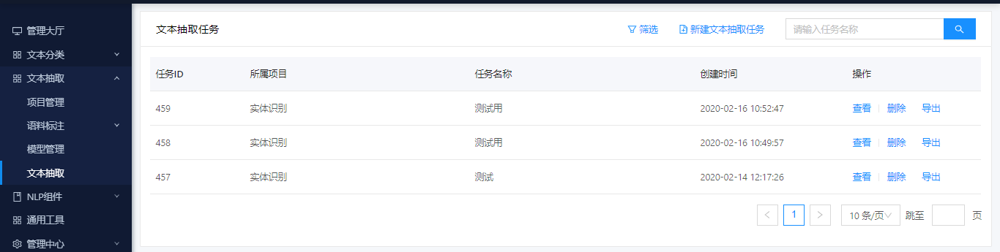 管理大厅
文本分类
文本抽取
项目管理
语料标注
模型管理
文本抽取
NLP组件
通用工具
管理中心
文本抽取任务 筛选 新建文本抽取任务 请输入任务名称
任务ID 所属项目 任务名称 创建时间 操作
459 实体识别 测试用 2020-02-16 10:52:47 查看 删除 导出
458 实体识别 测试用 2020-02-16 10:49:57 查看 删除 导出
457 实体识别 测试 2020-02-14 12:17:26 查看 删除 导出
1 10 条/页 跳至 页